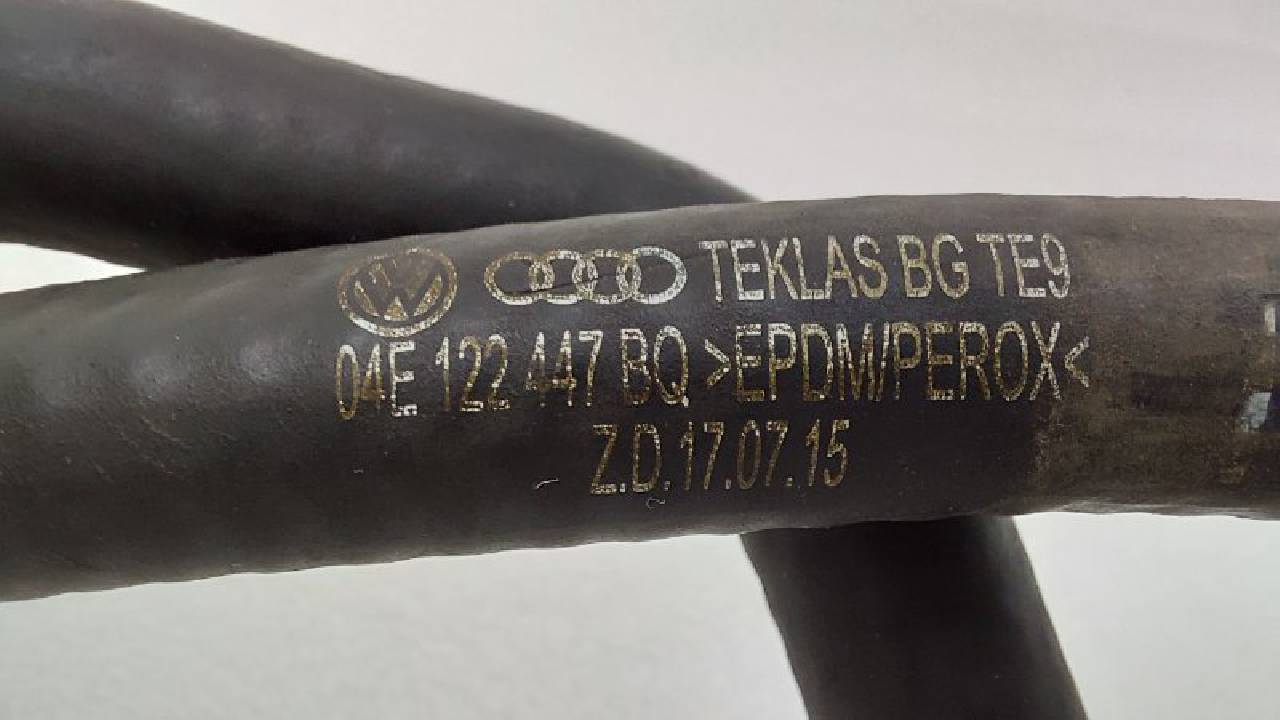 TEKLAS BG TE9
04E 122 447 BQ >EPDM/PEROX<
Z.D.17.07.15